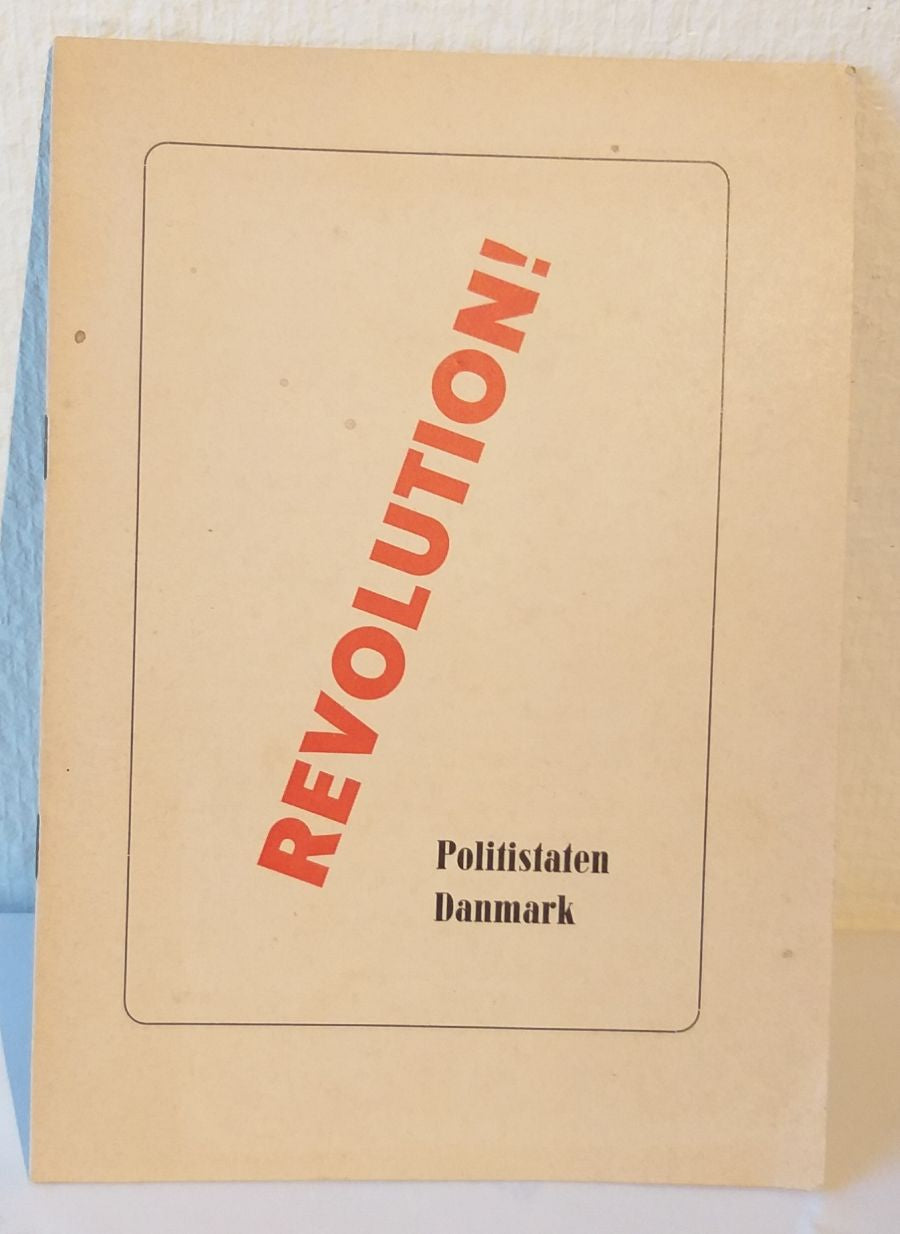 REVOLUTION!
Politistaten
Danmark